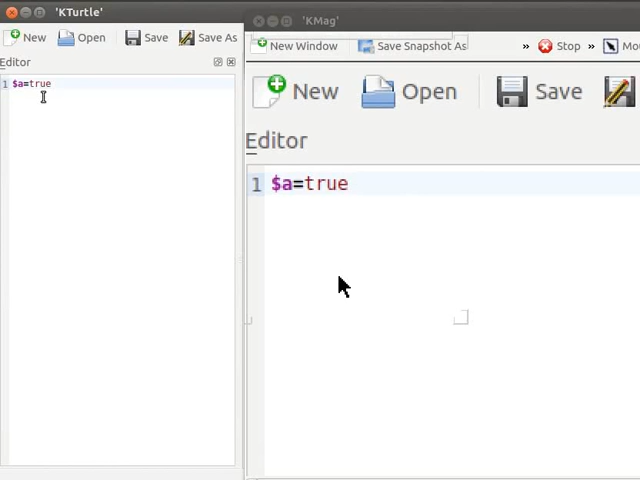 'KTurtle'
New Open Save Save As
Editor
1 $a=true
'KMag'
New Window Save Snapshot As » Stop »
New Open Save
Editor
1 $a=true